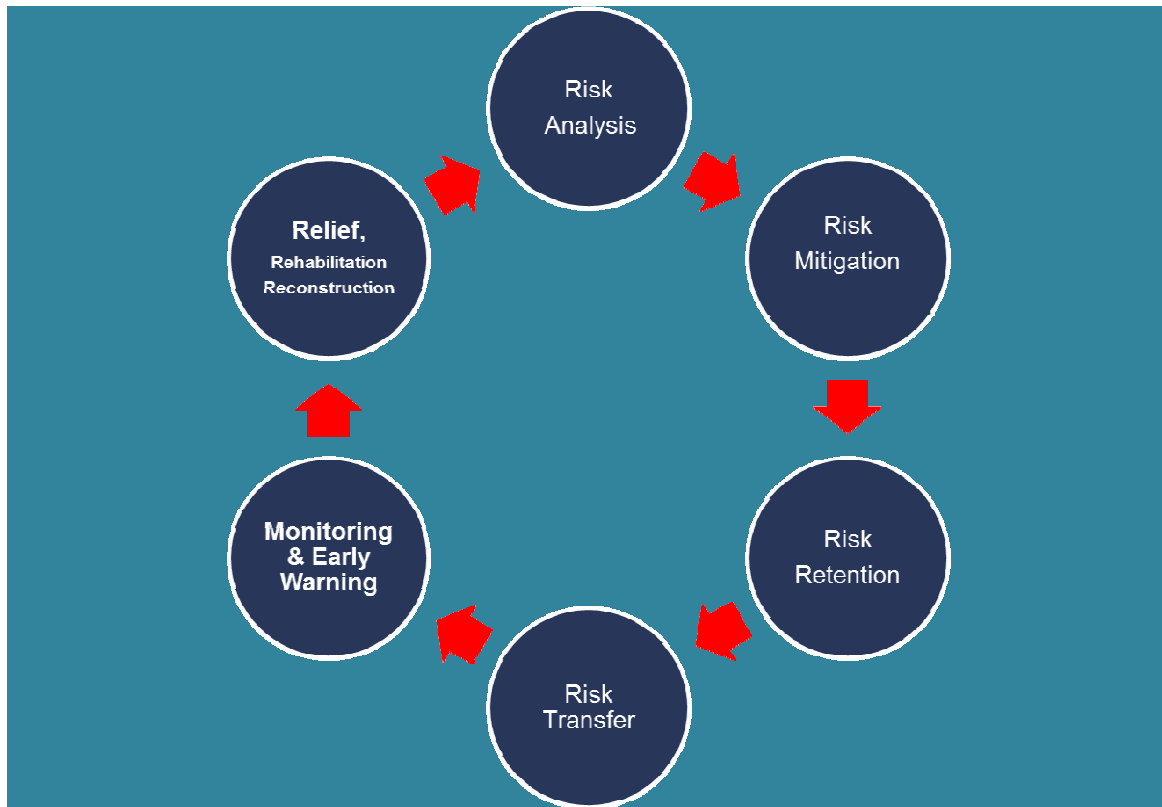 Risk
Analysis
Risk
Mitigation
Risk
Retention
Risk
Transfer
Monitoring
& Early
Warning
Relief,
Rehabilitation
Reconstruction